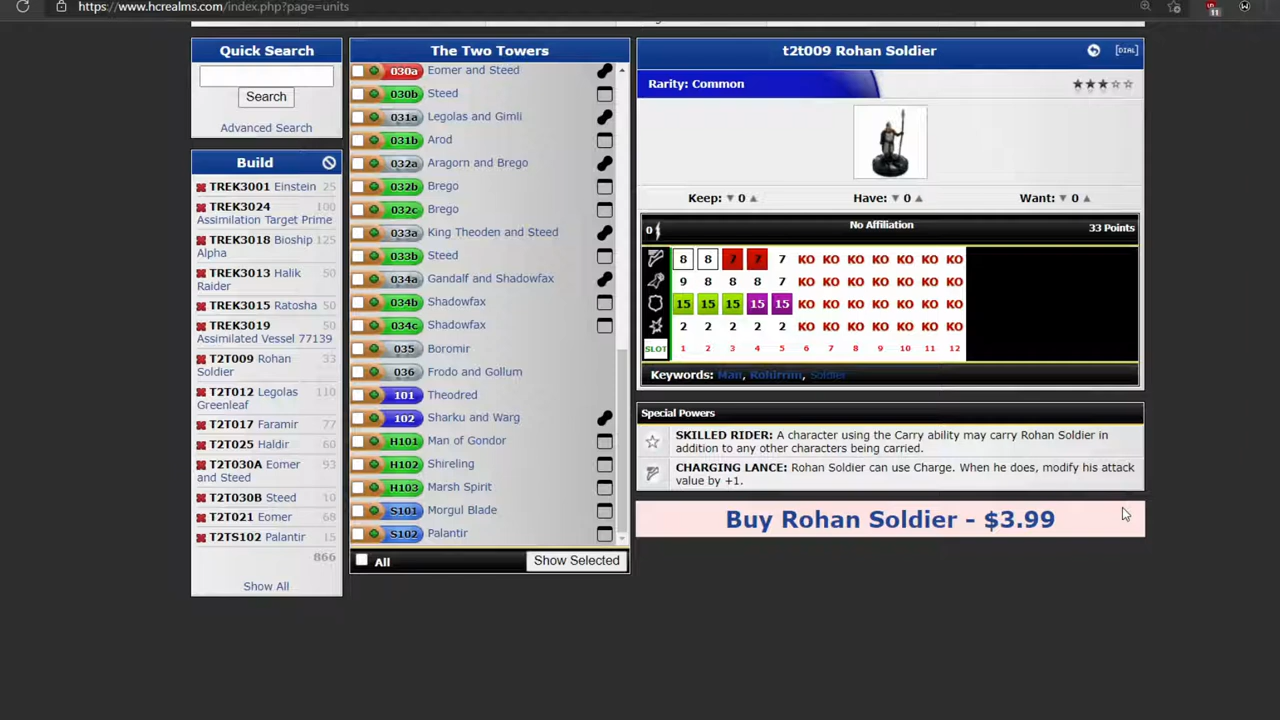 https://www.hcrealms.com/index.php?page=units
11
Quick Search
Search
Advanced Search
Build
TREK3001 Einstein 25
TREK3024 100
Assimilation Target Prime
TREK3018 Bioship 125
Alpha
TREK3013 Halik 50
Raider
TREK3015 Ratosha 50
TREK3019 50
Assimilated Vessel 77139
T2T009 Rohan 33
Soldier
T2T012 Legolas 110
Greenleaf
T2T017 Faramir 77
T2T025 Haldir 60
T2T030A Eomer 93
and Steed
T2T030B Steed 10
T2T021 Eomer 68
T2TS102 Palantir 15
866
Show All
The Two Towers
030a Eomer and Steed
030b Steed
031a Legolas and Gimli
031b Arod
032a Aragorn and Brego
032b Brego
032c Brego
033a King Theoden and Steed
033b Steed
034a Gandalf and Shadowfax
034b Shadowfax
034c Shadowfax
035 Boromir
036 Frodo and Gollum
101 Theodred
102 Sharku and Warg
H101 Man of Gondor
H102 Shireling
H103 Marsh Spirit
S101 Morgul Blade
S102 Palantir
All Show Selected
t2t009 Rohan Soldier [DIAL]
Rarity: Common
Keep: 0 Have: 0 Want: 0
0 No Affiliation 33 Points
8 8 7 7 7 KO KO KO KO KO KO KO
9 8 8 8 7 KO KO KO KO KO KO KO
15 15 15 15 15 KO KO KO KO KO KO KO
2 2 2 2 2 KO KO KO KO KO KO KO
SLOT 1 2 3 4 5 6 7 8 9 10 11 12
Keywords: Man, Rohirrim, Soldier
Special Powers
SKILLED RIDER: A character using the Carry ability may carry Rohan Soldier in
addition to any other characters being carried.
CHARGING LANCE: Rohan Soldier can use Charge. When he does, modify his attack
value by +1.
Buy Rohan Soldier - $3.99